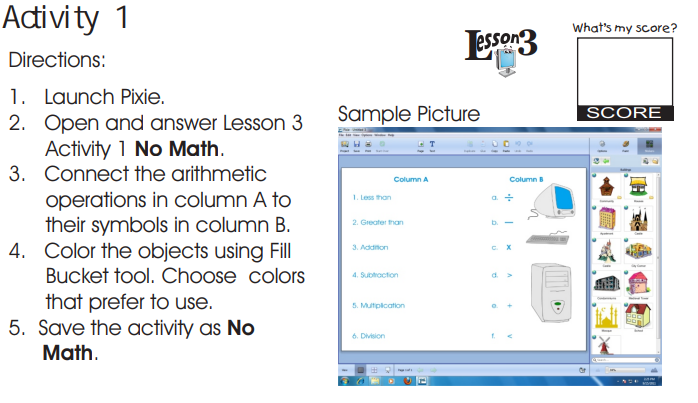 Activity 1
Lesson 3
What's my score?
SCORE
Directions:
1. Launch Pixie.
2. Open and answer Lesson 3
Activity 1 No Math.
3. Connect the arithmetic
operations in column A to
their symbols in column B.
4. Color the objects using Fill
Bucket tool. Choose colors
that prefer to use.
5. Save the activity as No
Math.
Sample Picture
Column A Column B
1. Less than a. ÷
2. Greater than b. −
3. Addition c. x
4. Subtraction d. >
5. Multiplication e. +
6. Division f. <